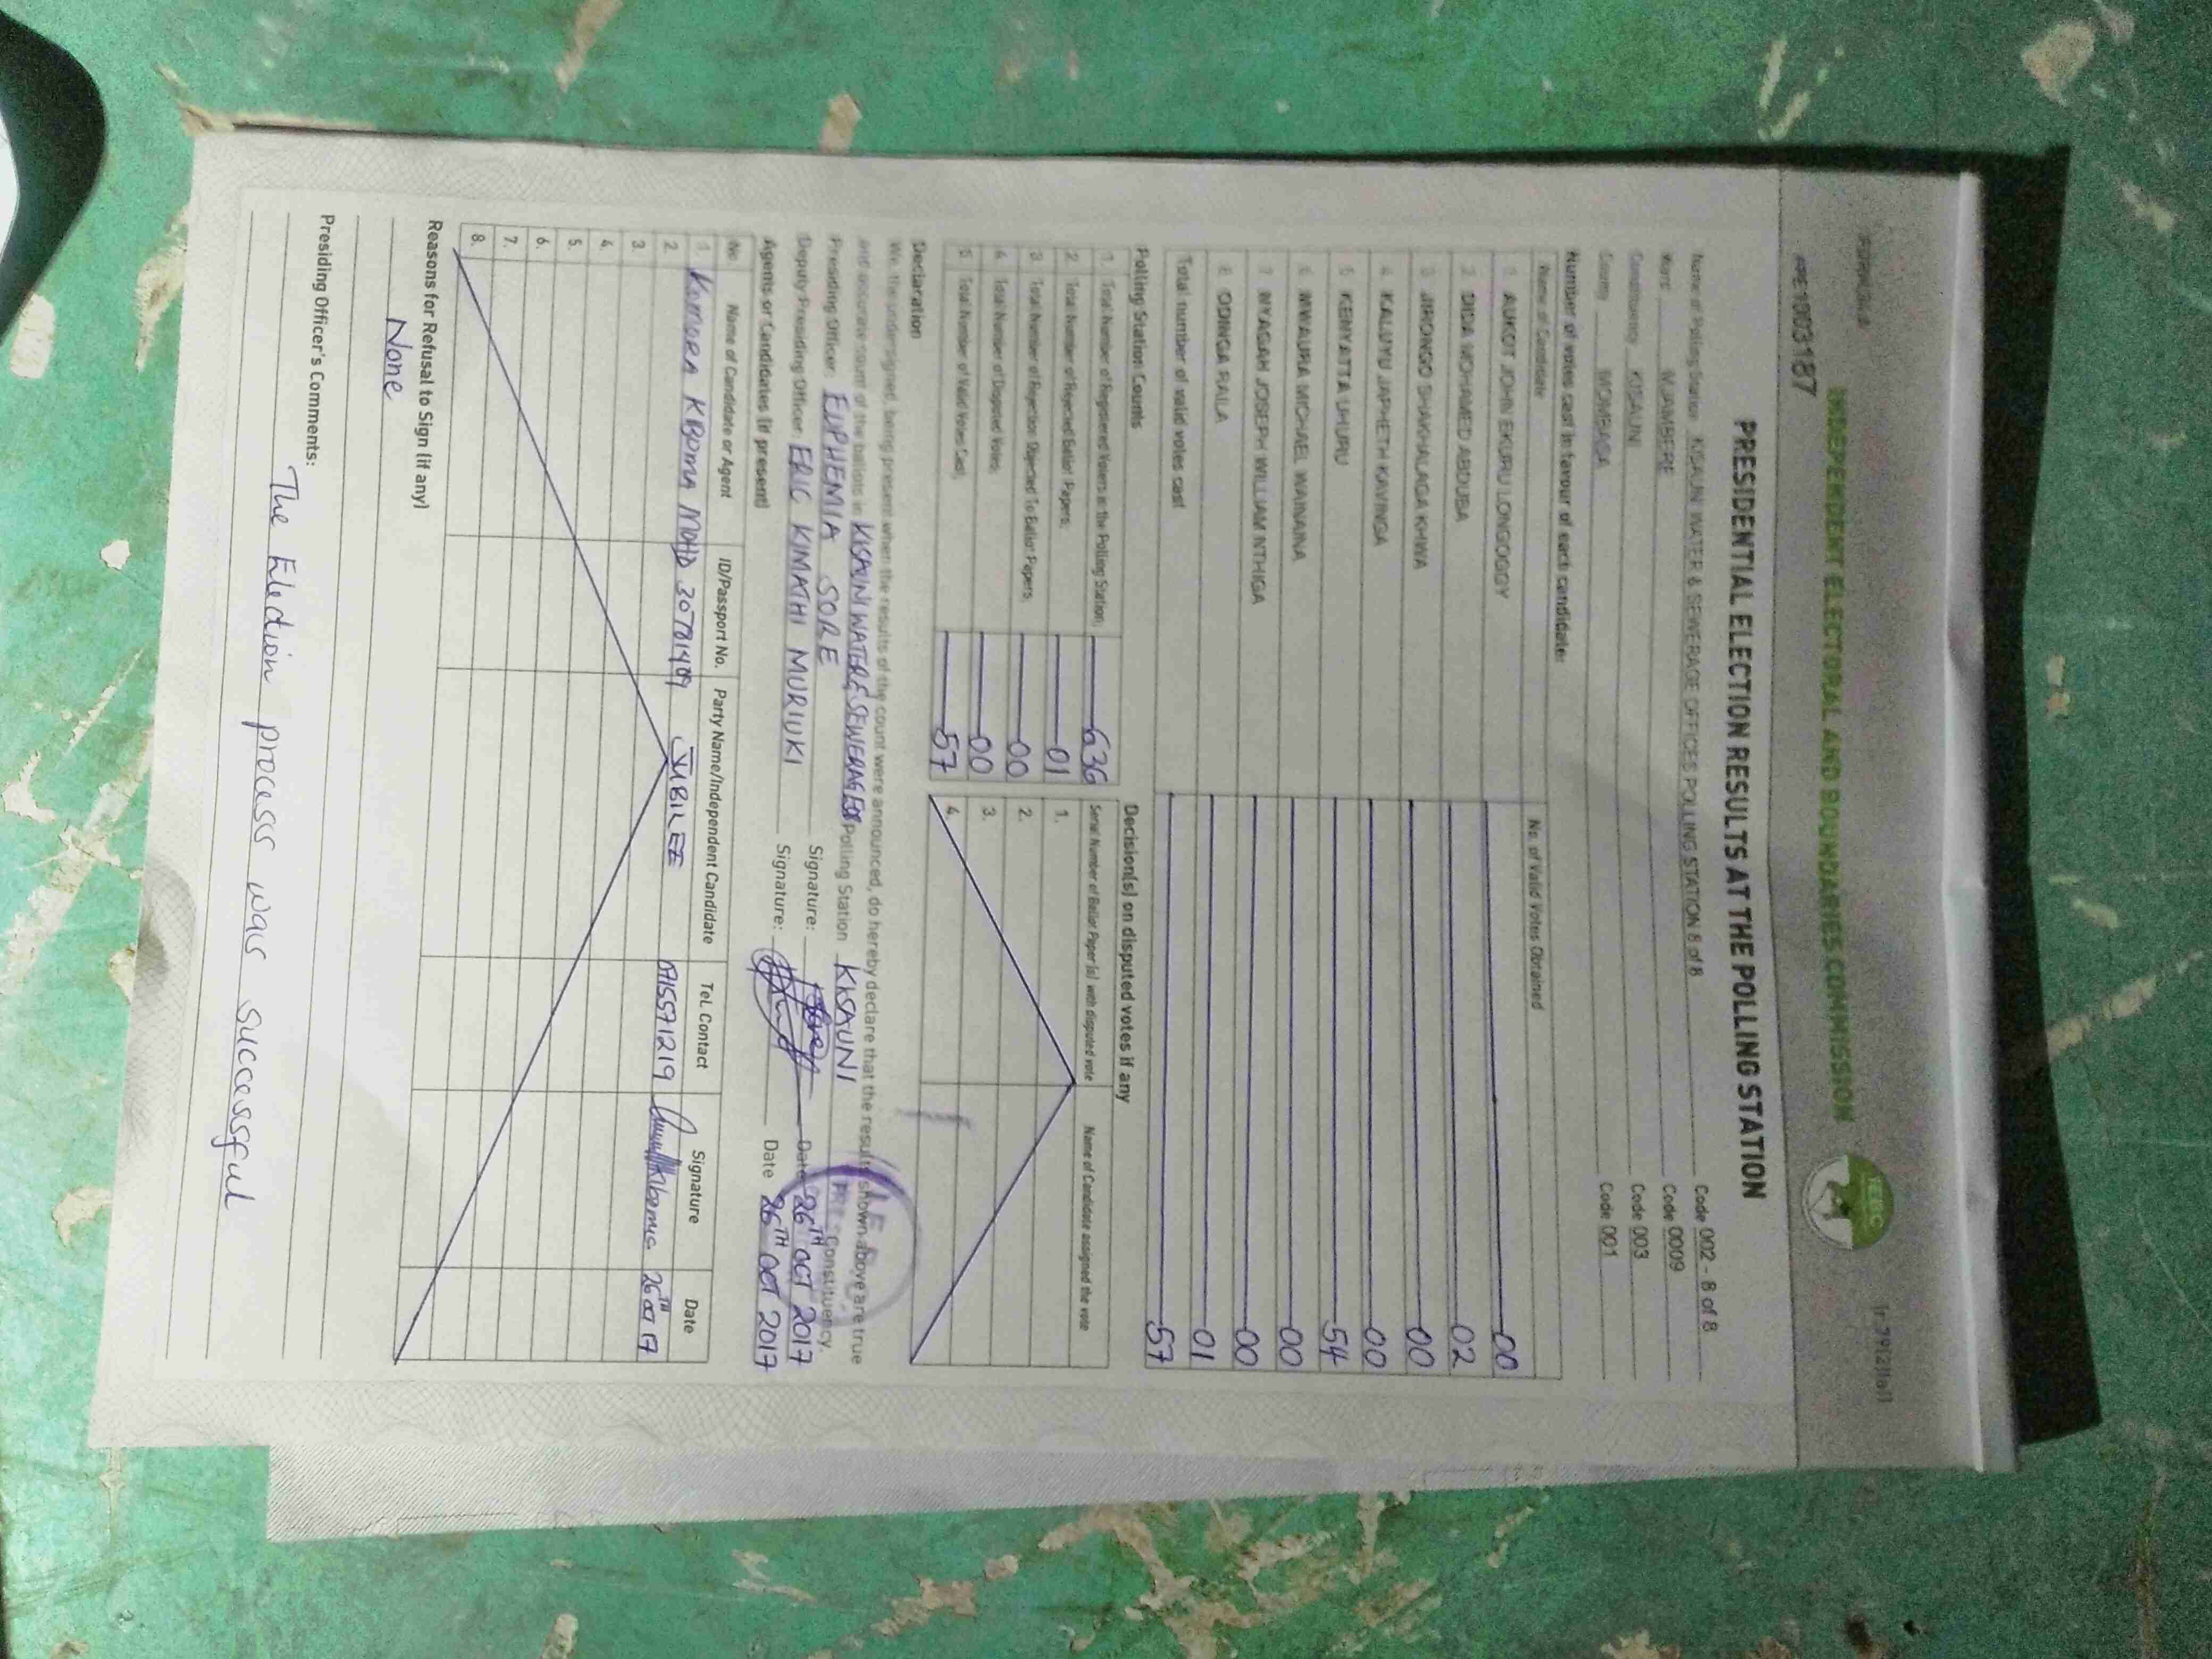 FORM 34A
INDEPENDENT ELECTORAL AND BOUNDARIES COMMISSION
IEBC
PRESIDENTIAL ELECTION RESULTS AT THE POLLING STATION
Name of Polling Station KISAUNI WATER & SEWERAGE OFFICES POLLING STATION 8 of 8 Code 002 - 8 of 8
Ward MJAMBERE Code 0009
Constituency KISAUNI Code 003
County MOMBASA Code 001
Number of votes cast in favour of each candidate:
Name of Candidate No. of Valid Votes Obtained
1 AUKOT JOHN EKURU LONGOGGY 00
2 DIDA MOHAMED ABDUBA 02
3 JIRONGO SHAKHALAGA KHWA 00
4 KALUYU JAPHETH KAVINGA 00
5 KENYATTA UHURU 54
6 MWAURA MICHAEL WAINAINA 00
7 NYAGAH JOSEPH WILLIAM NTHIGA 00
8 ODINGA RAILA 01
Total number of valid votes cast 57
Polling Station Counts
1. Total Number of Registered Voters in the Polling Station: 636
2. Total Number of Rejected Ballot Papers: 01
3. Total Number of Rejection Objected To Ballot Papers: 00
4. Total Number of Disputed Votes: 00
5. Total Number of Valid Votes Cast: 57
Decision(s) on disputed votes if any
Serial Number of Ballot Paper (s) with disputed vote Name of Candidate assigned the vote
1.
2.
3.
4.
Declaration
We, the undersigned, being present when the results of the count were announced, do hereby declare that the results shown above are true
and accurate count of the ballots in KISAUNI WATER & SEWERAGE Polling Station KISAUNI Constituency.
Presiding Officer: EUPHEMIA SORE Signature: Date 26TH OCT 2017
Deputy Presiding Officer: ERIC KIMATHI MURIUKI Signature: Date 26TH OCT 2017
Agents or Candidates (if present)
No Name of Candidate or Agent ID/Passport No. Party Name/Independent Candidate Tel. Contact Signature Date
1 MOHD JUBILEE 0715571219 26 OCT 17
2.
3.
4.
5.
6.
7.
8.
Reasons for Refusal to Sign (if any)
None
Presiding Officer's Comments:
The Election process was successful